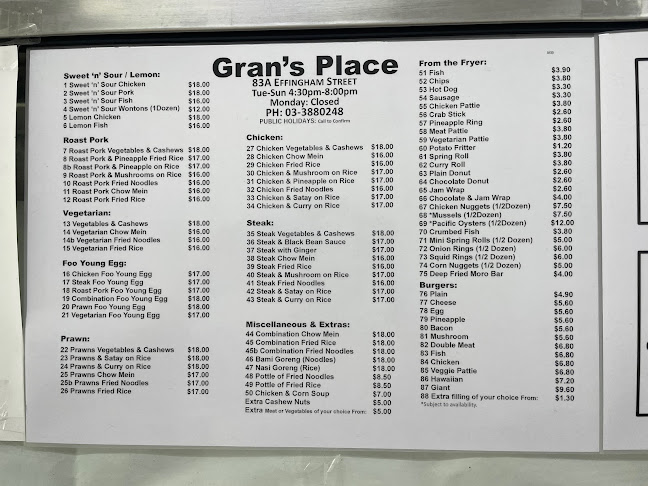 Gran's Place
83A Effingham Street
Tue-Sun 4:30pm-8:00pm
Monday: Closed
PH: 03-3880248
PUBLIC HOLIDAYS: Call to Confirm
Sweet 'n' Sour / Lemon:
1 Sweet 'n' Sour Chicken $18.00
2 Sweet 'n' Sour Pork $18.00
3 Sweet 'n' Sour Fish $16.00
4 Sweet 'n' Sour Wontons (1Dozen) $12.00
5 Lemon Chicken $18.00
6 Lemon Fish $16.00
Roast Pork
7 Roast Pork Vegetables & Cashews $18.00
8 Roast Pork & Pineapple Fried Rice $17.00
8b Roast Pork & Pineapple on Rice $17.00
9 Roast Pork & Mushrooms on Rice $16.00
10 Roast Pork Fried Noodles $16.00
11 Roast Pork Chow Mein $16.00
12 Roast Pork Fried Rice $16.00
Vegetarian:
13 Vegetables & Cashews $18.00
14 Vegetarian Chow Mein $16.00
14b Vegetarian Fried Noodles $16.00
15 Vegetarian Fried Rice $16.00
Foo Young Egg:
16 Chicken Foo Young Egg $17.00
17 Steak Foo Young Egg $17.00
18 Roast Pork Foo Young Egg $17.00
19 Combination Foo Young Egg $18.00
20 Prawn Foo Young Egg $18.00
21 Vegetarian Foo Young Egg $17.00
Prawn:
22 Prawns Vegetables & Cashews $18.00
23 Prawns & Satay on Rice $18.00
24 Prawns & Curry on Rice $18.00
25 Prawns Chow Mein $17.00
25b Prawns Fried Noodles $17.00
26 Prawns Fried Rice $17.00
Chicken:
27 Chicken Vegetables & Cashews $18.00
28 Chicken Chow Mein $16.00
29 Chicken Fried Rice $16.00
30 Chicken & Mushroom on Rice $17.00
31 Chicken & Pineapple on Rice $17.00
32 Chicken Fried Noodles $16.00
33 Chicken & Satay on Rice $17.00
34 Chicken & Curry on Rice $17.00
Steak:
35 Steak Vegetables & Cashews $18.00
36 Steak & Black Bean Sauce $17.00
37 Steak with Ginger $17.00
38 Steak Chow Mein $16.00
39 Steak Fried Rice $16.00
40 Steak & Mushroom on Rice $17.00
41 Steak Fried Noodles $16.00
42 Steak & Satay on Rice $17.00
43 Steak & Curry on Rice $17.00
Miscellaneous & Extras:
44 Combination Chow Mein $18.00
45 Combination Fried Rice $18.00
45b Combination Fried Noodles $18.00
46 Bami Goreng (Noodles) $18.00
47 Nasi Goreng (Rice) $18.00
48 Pottle of Fried Noodles $8.50
49 Pottle of Fried Rice $8.50
50 Chicken & Corn Soup $7.00
Extra Cashew Nuts $5.00
Extra Meat or Vegetables of your choice From: $5.00
From the Fryer:
51 Fish $3.90
52 Chips $3.80
53 Hot Dog $3.30
54 Sausage $3.30
55 Chicken Pattie $3.80
56 Crab Stick $2.60
57 Pineapple Ring $2.60
58 Meat Pattie $3.80
59 Vegetarian Pattie $3.80
60 Potato Fritter $1.20
61 Spring Roll $3.80
62 Curry Roll $3.80
63 Plain Donut $2.60
64 Chocolate Donut $2.60
65 Jam Wrap $2.60
66 Chocolate & Jam Wrap $4.00
67 Chicken Nuggets (1/2Dozen) $7.50
68 *Mussels (1/2Dozen) $7.50
69 *Pacific Oysters (1/2Dozen) $12.00
70 Crumbed Fish $3.80
71 Mini Spring Rolls (1/2 Dozen) $5.00
72 Onion Rings (1/2 Dozen) $6.00
73 Squid Rings (1/2 Dozen) $6.00
74 Corn Nuggets (1/2 Dozen) $5.00
75 Deep Fried Moro Bar $4.00
Burgers:
76 Plain $4.90
77 Cheese $5.60
78 Egg $5.60
79 Pineapple $5.60
80 Bacon $5.60
81 Mushroom $5.60
82 Double Meat $6.80
83 Fish $6.80
84 Chicken $6.80
85 Veggie Pattie $6.80
86 Hawaiian $7.20
87 Giant $9.60
88 Extra filling of your choice From: $1.30
*Subject to availability.